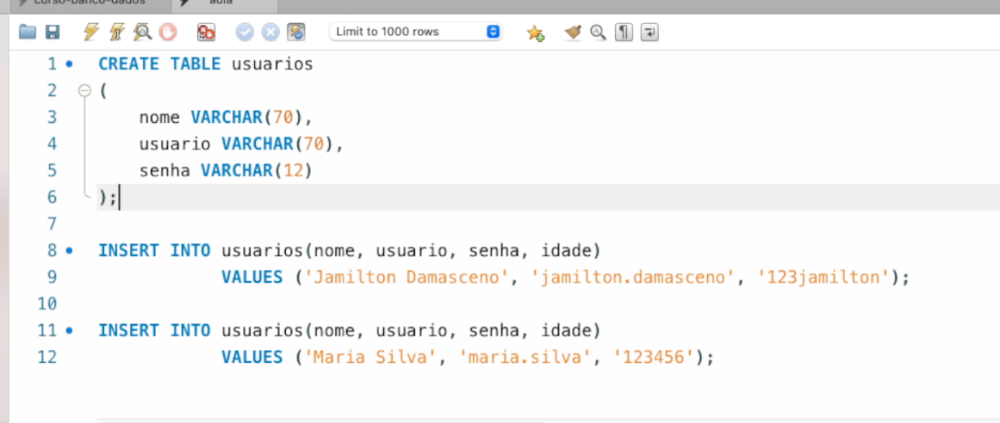 curso-banco-dados aula
Limit to 1000 rows
1 CREATE TABLE usuarios
2 (
3 nome VARCHAR(70),
4 usuario VARCHAR(70),
5 senha VARCHAR(12)
6 );
7
8 INSERT INTO usuarios(nome, usuario, senha, idade)
9 VALUES ('Jamilton Damasceno', 'jamilton.damasceno', '123jamilton');
10
11 INSERT INTO usuarios(nome, usuario, senha, idade)
12 VALUES ('Maria Silva', 'maria.silva', '123456');